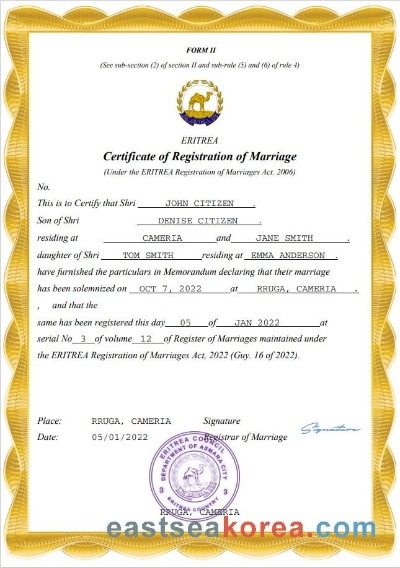 FORM II
(See sub-section (2) of section II and sub-rule (5) and (6) of rule 4)
ERITREA
Certificate of Registration of Marriage
(Under the ERITREA Registration of Marriages Act. 2006)
No.
This is to Certify that Shri JOHN CITIZEN .
Son of Shri DENISE CITIZEN .
residing at CAMERIA and JANE SMITH .
daughter of Shri TOM SMITH residing at EMMA ANDERSON .
have furnished the particulars in Memorandum declaring that their marriage
has been solemnized on OCT 7, 2022 at RRUGA, CAMERIA .
, and that the
same has been registered this day 05 of JAN 2022 at
serial No 3 of volume 12 of Register of Marriages maintained under
the ERITREA Registration of Marriages Act, 2022 (Guy. 16 of 2022).
Place: RRUGA, CAMERIA Signature
Date: 05/01/2022 Registrar of Marriage
Signature
ERITREA COUNCIL
DEPARTMENT OF ASMARA CITY
3 3
ERITREA COUNTRY
RRUGA, CAMERIA
eastseakorea.com